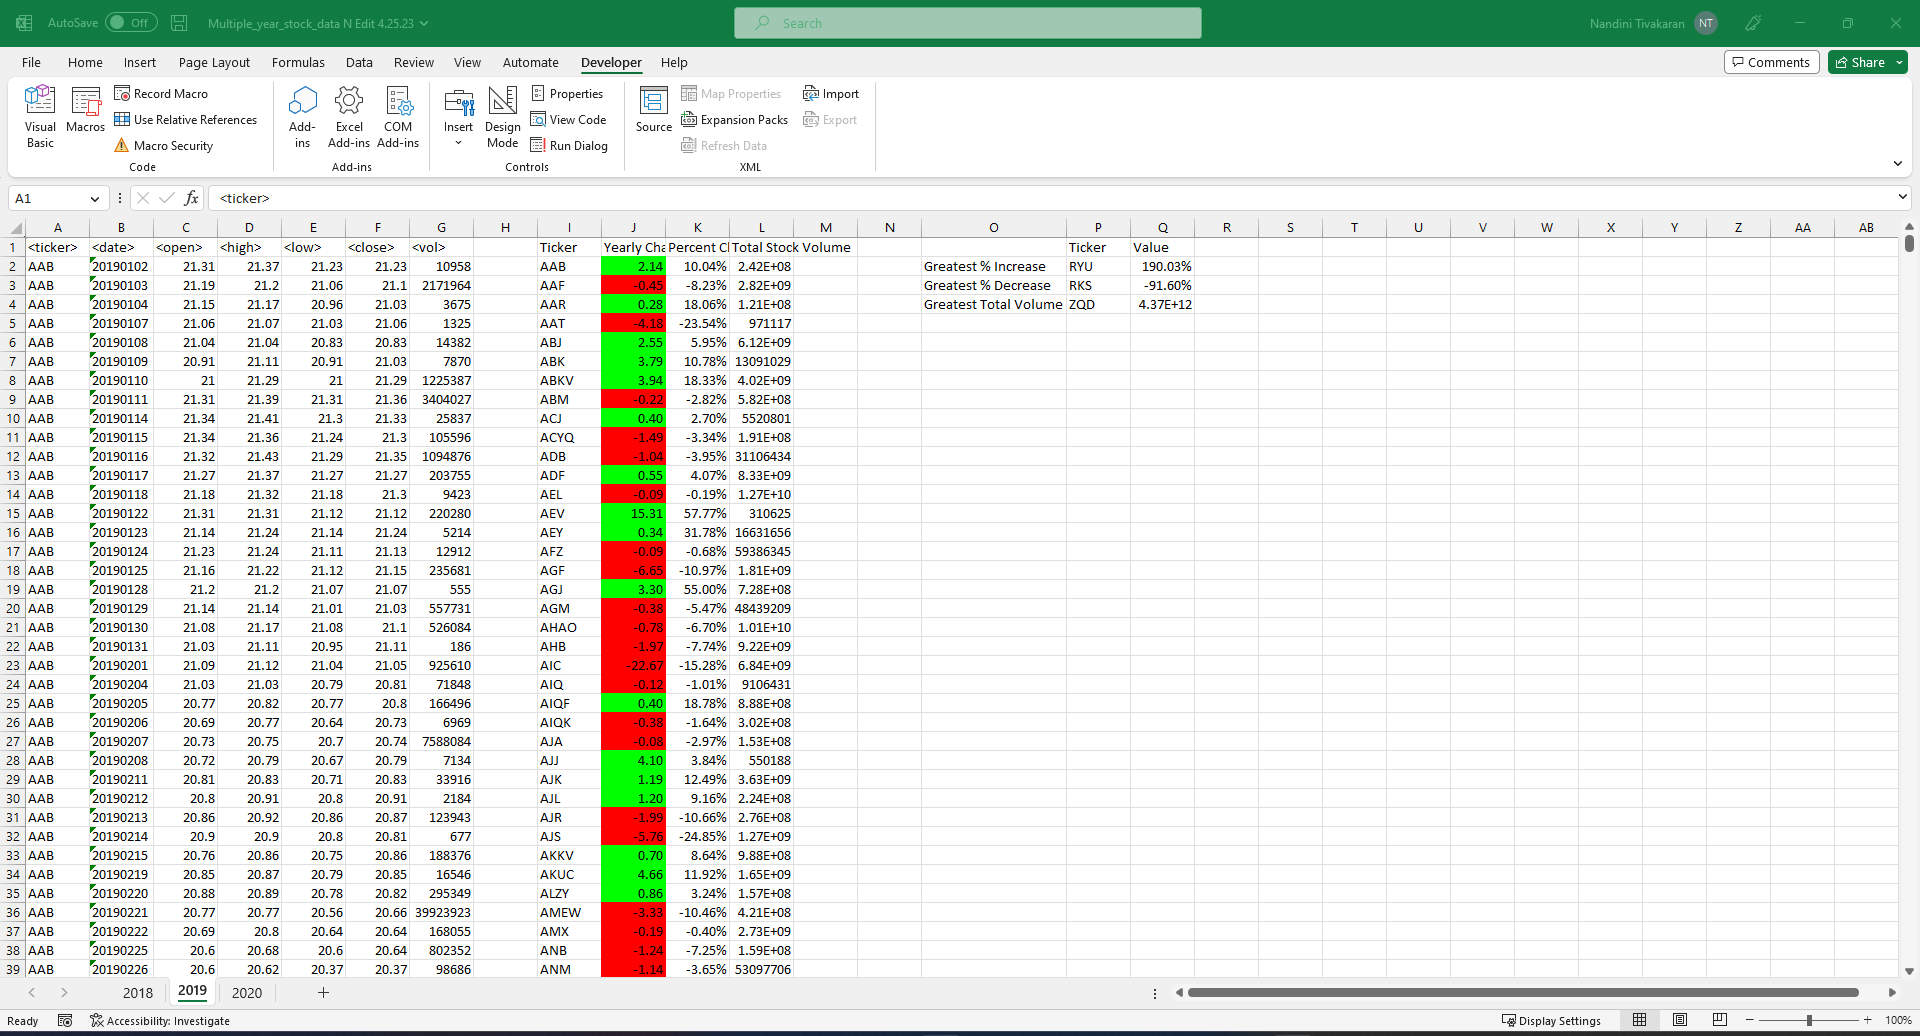 AutoSave Off Multiple_year_stock_data N Edit 4.25.23 Search Nandini Tivakaran NT
File Home Insert Page Layout Formulas Data Review View Automate Developer Help Comments Share
Visual Basic Macros Record Macro Use Relative References Macro Security Code
Add-ins Excel Add-ins COM Add-ins Add-ins
Insert Design Mode Properties View Code Run Dialog Controls
Source Map Properties Expansion Packs Refresh Data Import Export XML
A1 fx <ticker>
A B C D E F G H I J K L M N O P Q R S T U V W X Y Z AA AB
1 <ticker> <date> <open> <high> <low> <close> <vol> Ticker Yearly Cha Percent Cl Total Stock Volume Ticker Value
2 AAB 20190102 21.31 21.37 21.23 21.23 10958 AAB 2.14 10.04% 2.42E+08 Greatest % Increase RYU 190.03%
3 AAB 20190103 21.19 21.2 21.06 21.1 2171964 AAF -0.45 -8.23% 2.82E+09 Greatest % Decrease RKS -91.60%
4 AAB 20190104 21.15 21.17 20.96 21.03 3675 AAR 0.28 18.06% 1.21E+08 Greatest Total Volume ZQD 4.37E+12
5 AAB 20190107 21.06 21.07 21.03 21.06 1325 AAT -4.18 -23.54% 971117
6 AAB 20190108 21.04 21.04 20.83 20.83 14382 ABJ 2.55 5.95% 6.12E+09
7 AAB 20190109 20.91 21.11 20.91 21.03 7870 ABK 3.79 10.78% 13091029
8 AAB 20190110 21 21.29 21 21.29 1225387 ABKV 3.94 18.33% 4.02E+09
9 AAB 20190111 21.31 21.39 21.31 21.36 3404027 ABM -0.22 -2.82% 5.82E+08
10 AAB 20190114 21.34 21.41 21.3 21.33 25837 ACJ 0.40 2.70% 5520801
11 AAB 20190115 21.34 21.36 21.24 21.3 105596 ACYQ -1.49 -3.34% 1.91E+08
12 AAB 20190116 21.32 21.43 21.29 21.35 1094876 ADB -1.04 -3.95% 31106434
13 AAB 20190117 21.27 21.37 21.27 21.27 203755 ADF 0.55 4.07% 8.33E+09
14 AAB 20190118 21.18 21.32 21.18 21.3 9423 AEL -0.09 -0.19% 1.27E+10
15 AAB 20190122 21.31 21.31 21.12 21.12 220280 AEV 15.31 57.77% 310625
16 AAB 20190123 21.14 21.24 21.14 21.24 5214 AEY 0.34 31.78% 16631656
17 AAB 20190124 21.23 21.24 21.11 21.13 12912 AFZ -0.09 -0.68% 59386345
18 AAB 20190125 21.16 21.22 21.12 21.15 235681 AGF -6.65 -10.97% 1.81E+09
19 AAB 20190128 21.2 21.2 21.07 21.07 555 AGJ 3.30 55.00% 7.28E+08
20 AAB 20190129 21.14 21.14 21.01 21.03 557731 AGM -0.38 -5.47% 48439209
21 AAB 20190130 21.08 21.17 21.08 21.1 526084 AHAO -0.78 -6.70% 1.01E+10
22 AAB 20190131 21.03 21.11 20.95 21.11 186 AHB -1.97 -7.74% 9.22E+09
23 AAB 20190201 21.09 21.12 21.04 21.05 925610 AIC -22.67 -15.28% 6.84E+09
24 AAB 20190204 21.03 21.03 20.79 20.81 71848 AIQ -0.12 -1.01% 9106431
25 AAB 20190205 20.77 20.82 20.77 20.8 166496 AIQF 0.40 18.78% 8.88E+08
26 AAB 20190206 20.69 20.77 20.64 20.73 6969 AIQK -0.38 -1.64% 3.02E+08
27 AAB 20190207 20.73 20.75 20.7 20.74 7588084 AJA -0.08 -2.97% 1.53E+08
28 AAB 20190208 20.72 20.79 20.67 20.79 7134 AJJ 4.10 3.84% 550188
29 AAB 20190211 20.81 20.83 20.71 20.83 33916 AJK 1.19 12.49% 3.63E+09
30 AAB 20190212 20.8 20.91 20.8 20.91 2184 AJL 1.20 9.16% 2.24E+08
31 AAB 20190213 20.86 20.92 20.86 20.87 123943 AJR -1.99 -10.66% 2.76E+08
32 AAB 20190214 20.9 20.9 20.8 20.81 677 AJS -5.76 -24.85% 1.27E+09
33 AAB 20190215 20.76 20.86 20.75 20.86 188376 AKKV 0.70 8.64% 9.88E+08
34 AAB 20190219 20.85 20.87 20.79 20.85 16546 AKUC 4.66 11.92% 1.65E+09
35 AAB 20190220 20.88 20.89 20.78 20.82 295349 ALZY 0.86 3.24% 1.57E+08
36 AAB 20190221 20.77 20.77 20.56 20.66 39923923 AMEW -3.33 -10.46% 4.21E+08
37 AAB 20190222 20.69 20.8 20.64 20.64 168055 AMX -0.19 -0.40% 2.73E+09
38 AAB 20190225 20.6 20.68 20.6 20.64 802352 ANB -1.24 -7.25% 1.59E+08
39 AAB 20190226 20.6 20.62 20.37 20.37 98686 ANM -1.14 -3.65% 53097706
2018 2019 2020
Ready Accessibility: Investigate Display Settings 100%